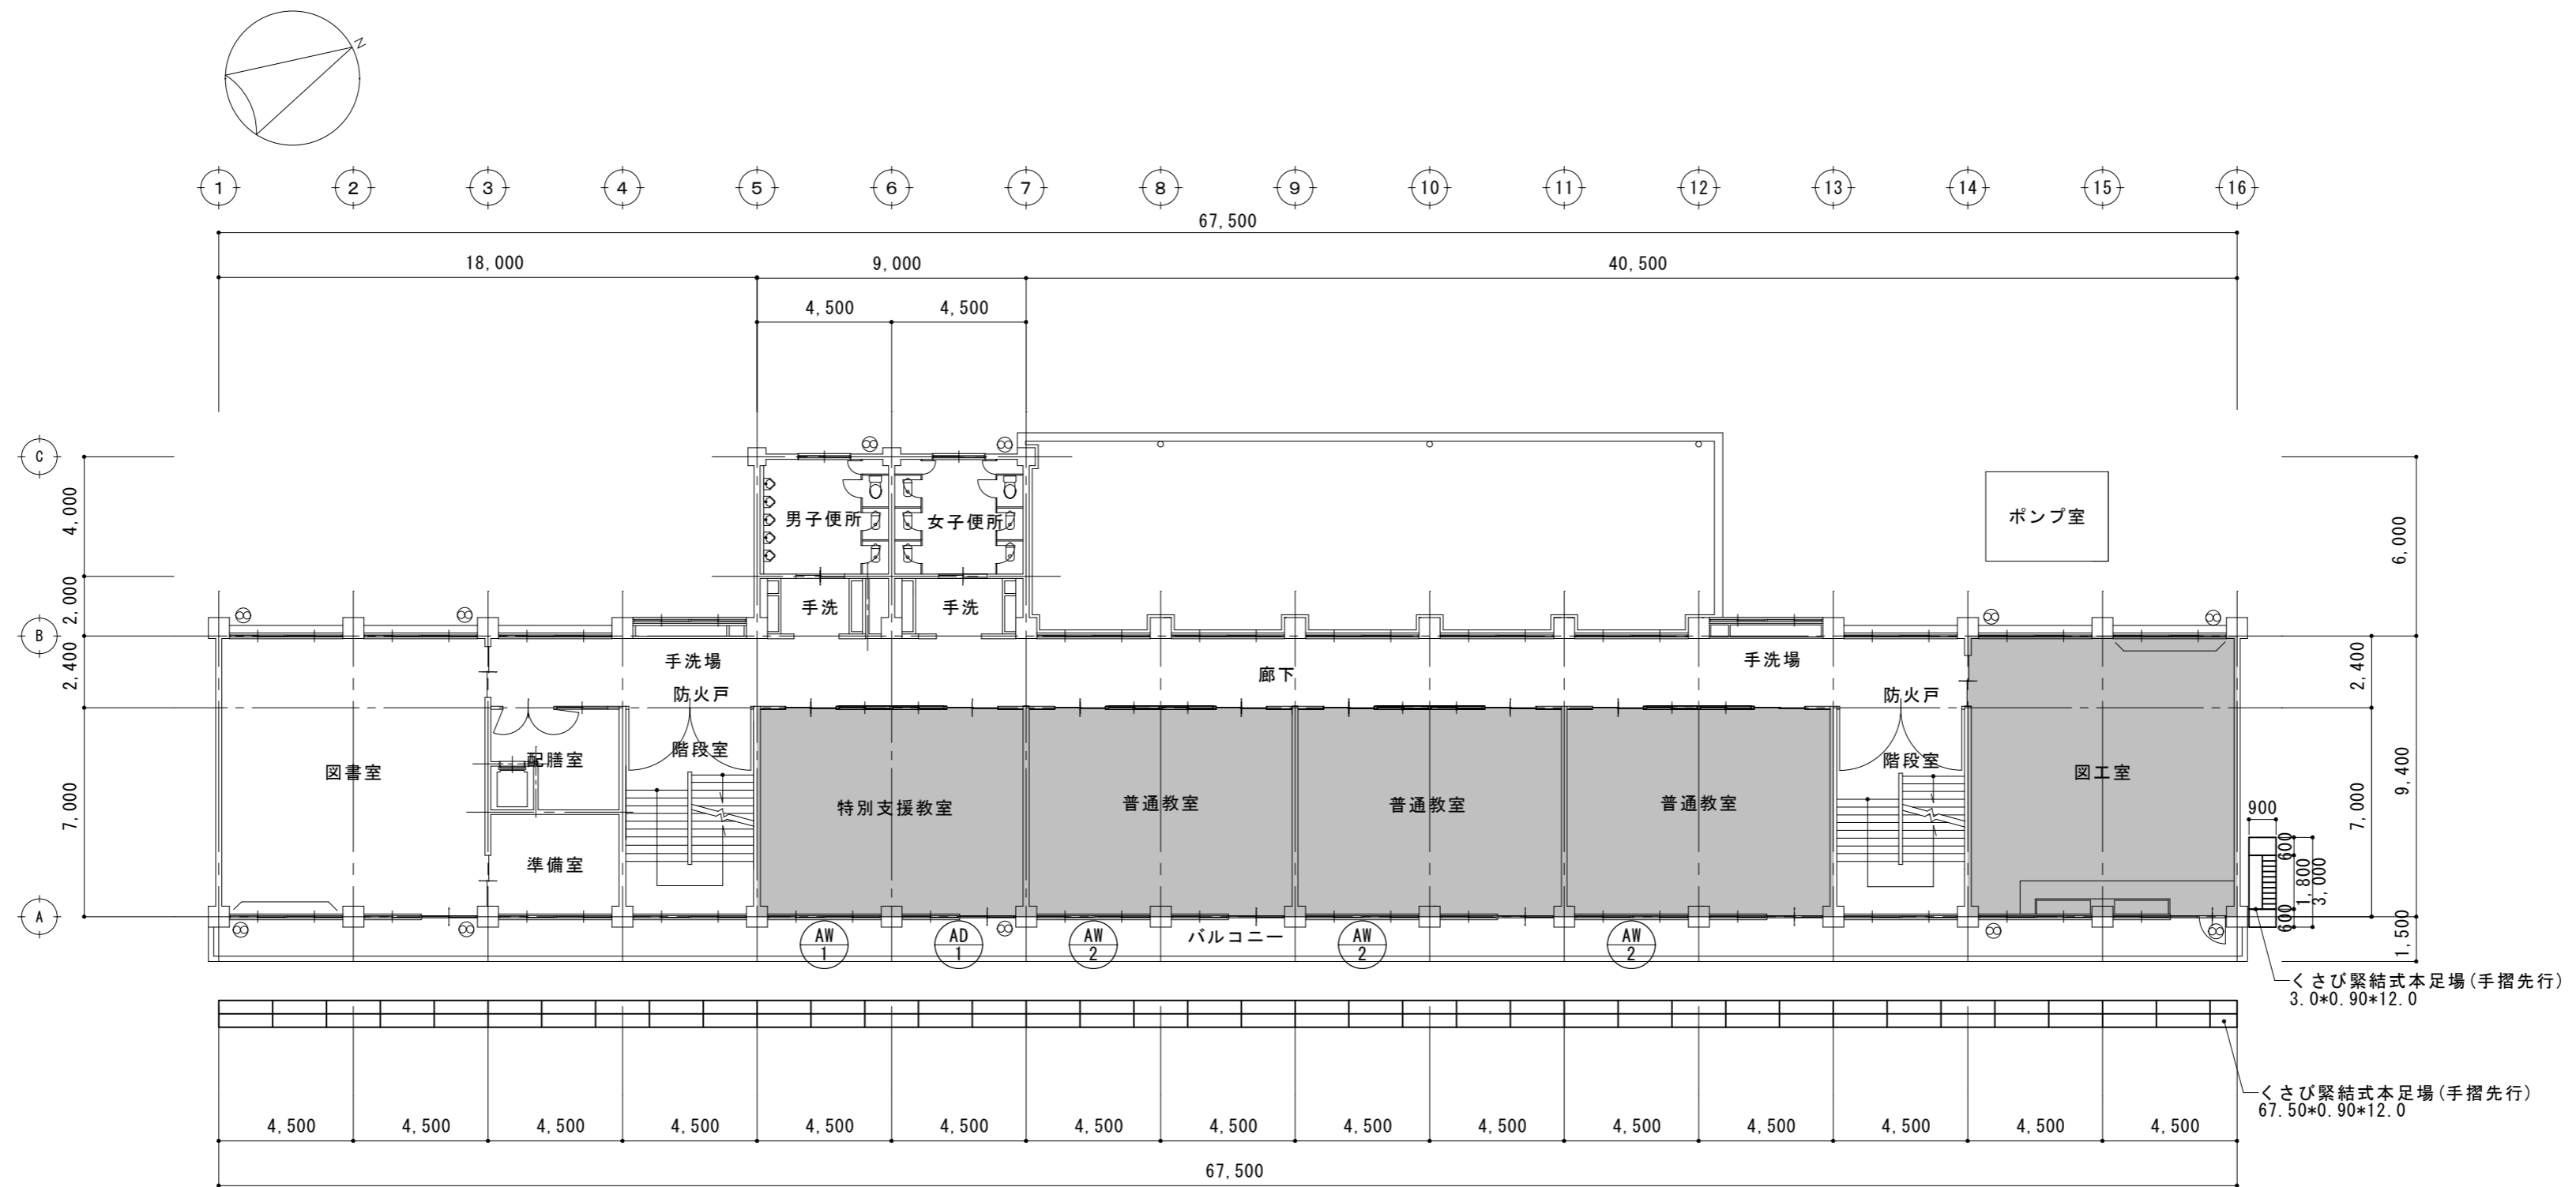 N
1 2 3 4 5 6 7 8 9 10 11 12 13 14 15 16
67,500
18,000 9,000 40,500
4,500 4,500
C
4,000
男子便所 女子便所
ポンプ室
6,000
2,000
手洗 手洗
B
2,400
手洗場 廊下 手洗場
2,400
防火戸 防火戸
階段室 階段室
配膳室
図書室
図工室
7,000
特別支援教室 普通教室 普通教室 普通教室
7,000
9,400
900
600
1,800
3,000
600
準備室
A
バルコニー
AW
1
AD
1
AW
2
AW
2
AW
2
1,500
くさび緊結式本足場(手摺先行)
3.0*0.90*12.0
くさび緊結式本足場(手摺先行)
67.50*0.90*12.0
4,500 4,500 4,500 4,500 4,500 4,500 4,500 4,500 4,500 4,500 4,500 4,500 4,500 4,500 4,500
67,500